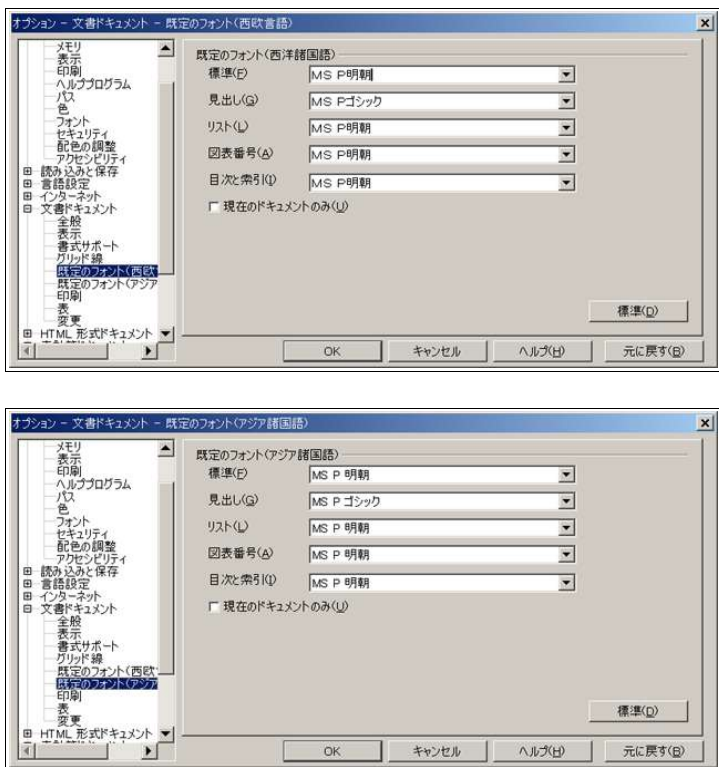 オプション - 文書ドキュメント - 既定のフォント(西欧言語)
メモリ
表示
印刷
ヘルププログラム
パス
色
フォント
セキュリティ
配色の調整
アクセシビリティ
読み込みと保存
言語設定
インターネット
文書ドキュメント
全般
表示
書式サポート
グリッド線
既定のフォント(西欧
既定のフォント(アジア
印刷
表
変更
HTML 形式ドキュメント
既定のフォント(西洋諸国語)
標準(F) MS P明朝
見出し(G) MS Pゴシック
リスト(L) MS P明朝
図表番号(A) MS P明朝
目次と索引(I) MS P明朝
現在のドキュメントのみ(U)
標準(D)
OK キャンセル ヘルプ(H) 元に戻す(B)
オプション - 文書ドキュメント - 既定のフォント(アジア諸国語)
メモリ
表示
印刷
ヘルププログラム
パス
色
フォント
セキュリティ
配色の調整
アクセシビリティ
読み込みと保存
言語設定
インターネット
文書ドキュメント
全般
表示
書式サポート
グリッド線
既定のフォント(西欧
既定のフォント(アジア
印刷
表
変更
HTML 形式ドキュメント
既定のフォント(アジア諸国語)
標準(F) MS P 明朝
見出し(G) MS P ゴシック
リスト(L) MS P 明朝
図表番号(A) MS P 明朝
目次と索引(I) MS P 明朝
現在のドキュメントのみ(U)
標準(D)
OK キャンセル ヘルプ(H) 元に戻す(B)